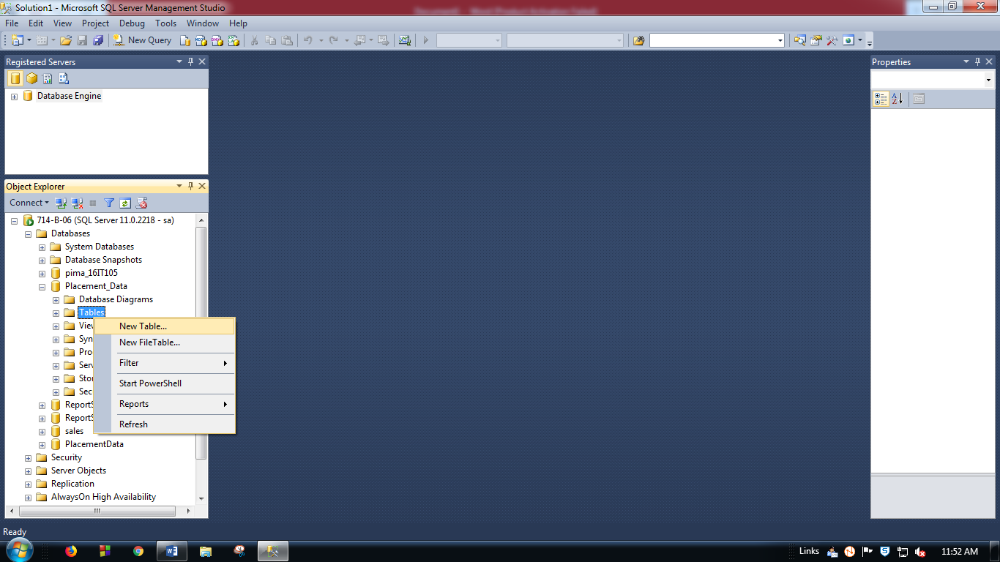 Solution1 - Microsoft SQL Server Management Studio
File Edit View Project Debug Tools Window Help
New Query
Registered Servers
Database Engine
Object Explorer
Connect
714-B-06 (SQL Server 11.0.2218 - sa)
Databases
System Databases
Database Snapshots
pima_16IT105
Placement_Data
Database Diagrams
Tables
View
Syn
Pro
Serv
Stor
Sec
ReportS
ReportS
sales
PlacementData
Security
Server Objects
Replication
AlwaysOn High Availability
New Table...
New FileTable...
Filter
Start PowerShell
Reports
Refresh
Properties
Ready
Links
11:52 AM